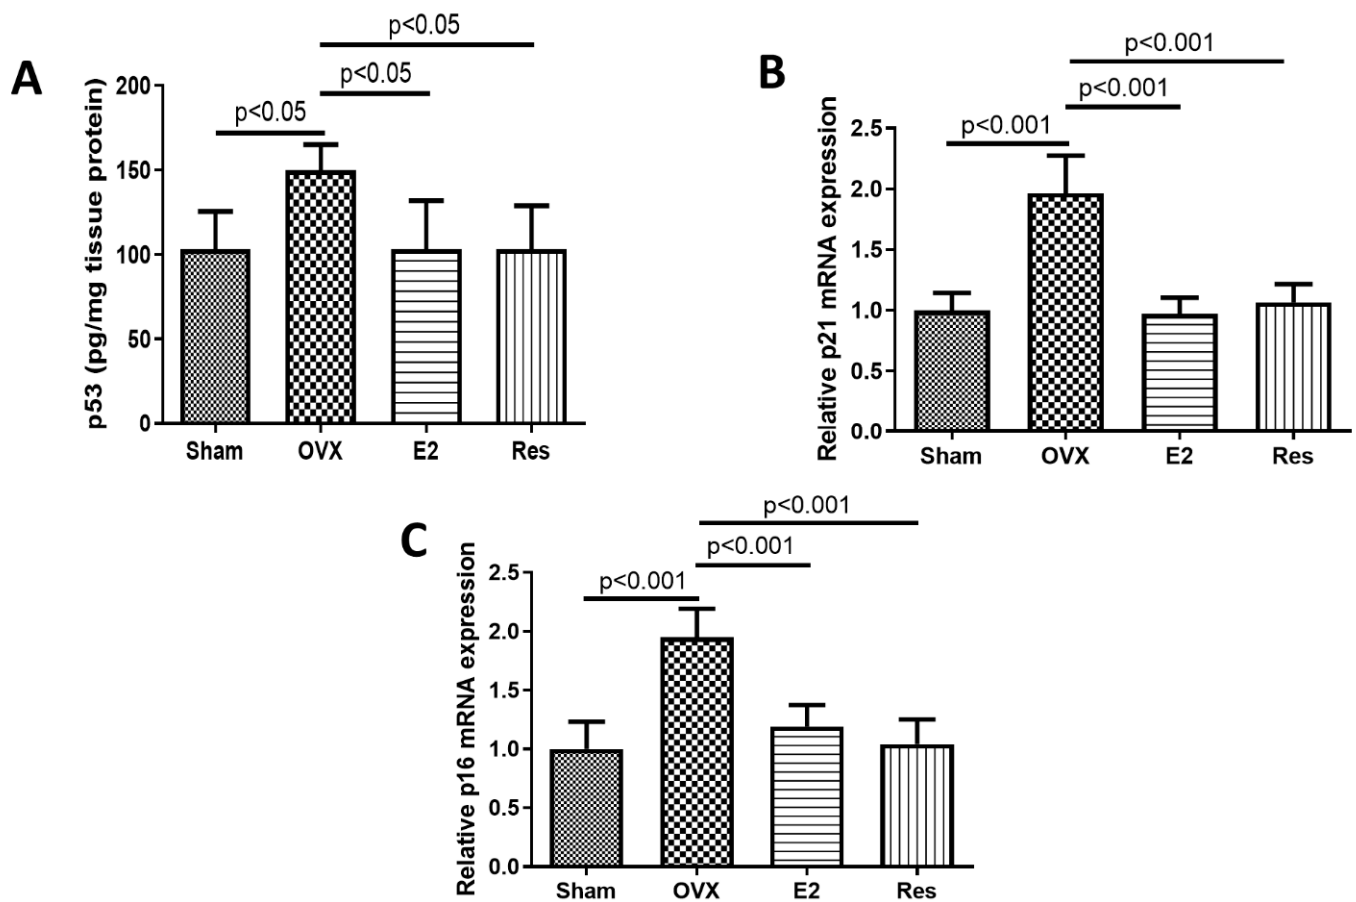 A
p53 (pg/mg tissue protein)
p<0.05
p<0.05
p<0.05
200
150
100
50
0
Sham OVX E2 Res
B
Relative p21 mRNA expression
p<0.001
p<0.001
p<0.001
2.5
2.0
1.5
1.0
0.5
0.0
Sham OVX E2 Res
C
Relative p16 mRNA expression
p<0.001
p<0.001
p<0.001
2.5
2.0
1.5
1.0
0.5
0.0
Sham OVX E2 Res